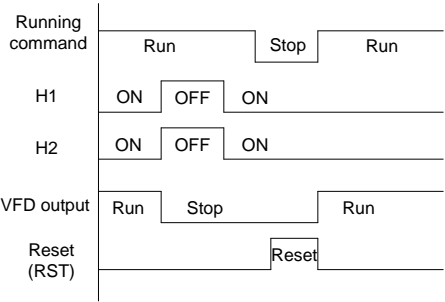 Running
command
Run
Stop
Run
H1
ON
OFF
ON
H2
ON
OFF
ON
VFD output
Run
Stop
Run
Reset
(RST)
Reset